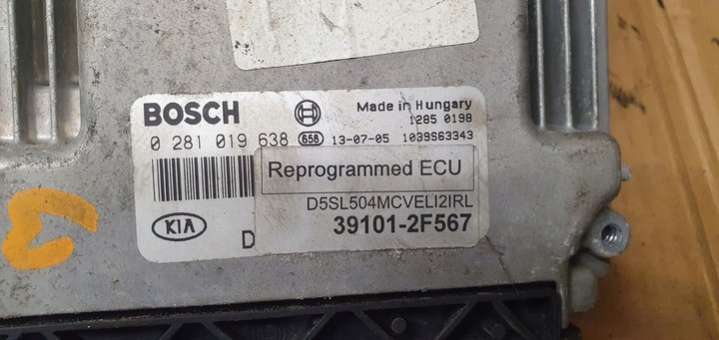 BOSCH
Made in Hungary
1285 0198
0 281 019 638 658 13-07-05 1039S63343
Reprogrammed ECU
D5SL504MCVELI2IRL
KIA
D
39101-2F567